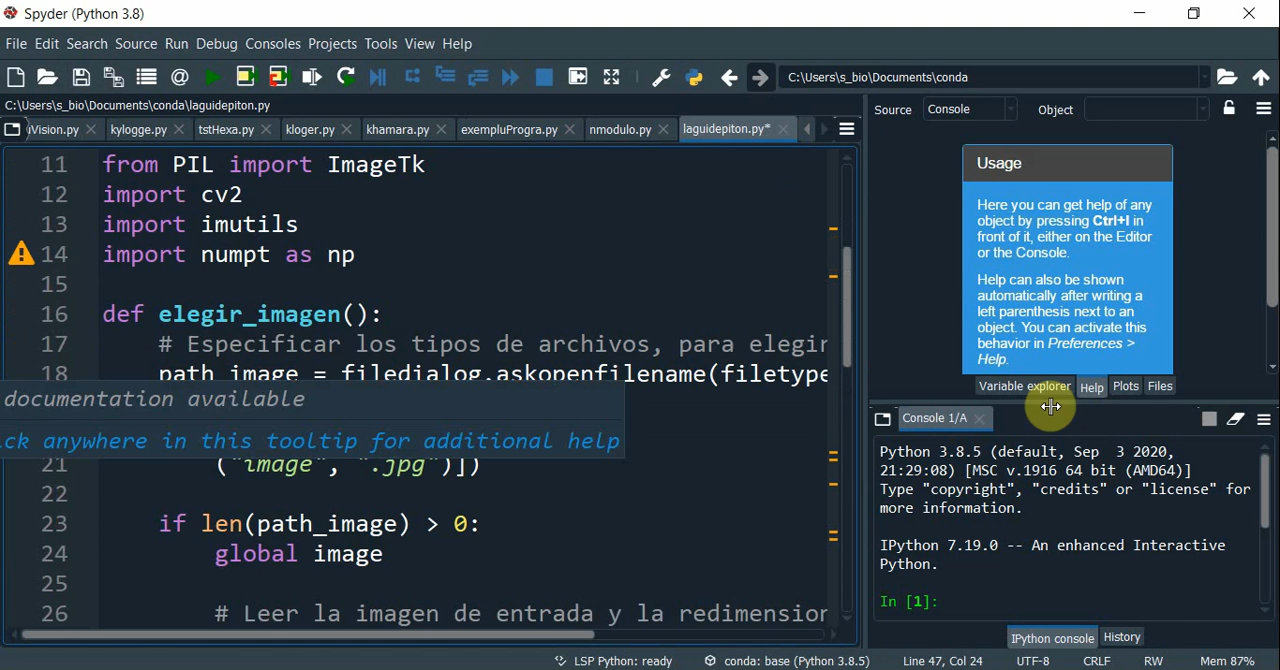 Spyder (Python 3.8)
File Edit Search Source Run Debug Consoles Projects Tools View Help
C:\Users\s_bio\Documents\conda
C:\Users\s_bio\Documents\conda\laguidepiton.py
Vision.py kylogge.py tstHexa.py kloger.py khamara.py exempluProgra.py nmodulo.py laguidepiton.py*
11 from PIL import ImageTk
12 import cv2
13 import imutils
14 import numpt as np
15
16 def elegir_imagen():
17 # Especificar los tipos de archivos, para elegir
18 path_image = filedialog.askopenfilename(filetype
documentation available
ck anywhere in this tooltip for additional help
21 ("image", ".jpg")])
22
23 if len(path_image) > 0:
24 global image
25
26 # Leer la imagen de entrada y la redimension
Source Console Object
Usage
Here you can get help of any
object by pressing Ctrl+I in
front of it, either on the Editor
or the Console.
Help can also be shown
automatically after writing a
left parenthesis next to an
object. You can activate this
behavior in Preferences >
Help.
Variable explorer Help Plots Files
Console 1/A
Python 3.8.5 (default, Sep 3 2020,
21:29:08) [MSC v.1916 64 bit (AMD64)]
Type "copyright", "credits" or "license" for
more information.
IPython 7.19.0 -- An enhanced Interactive
Python.
In [1]:
IPython console History
LSP Python: ready conda: base (Python 3.8.5) Line 47, Col 24 UTF-8 CRLF RW Mem 87%